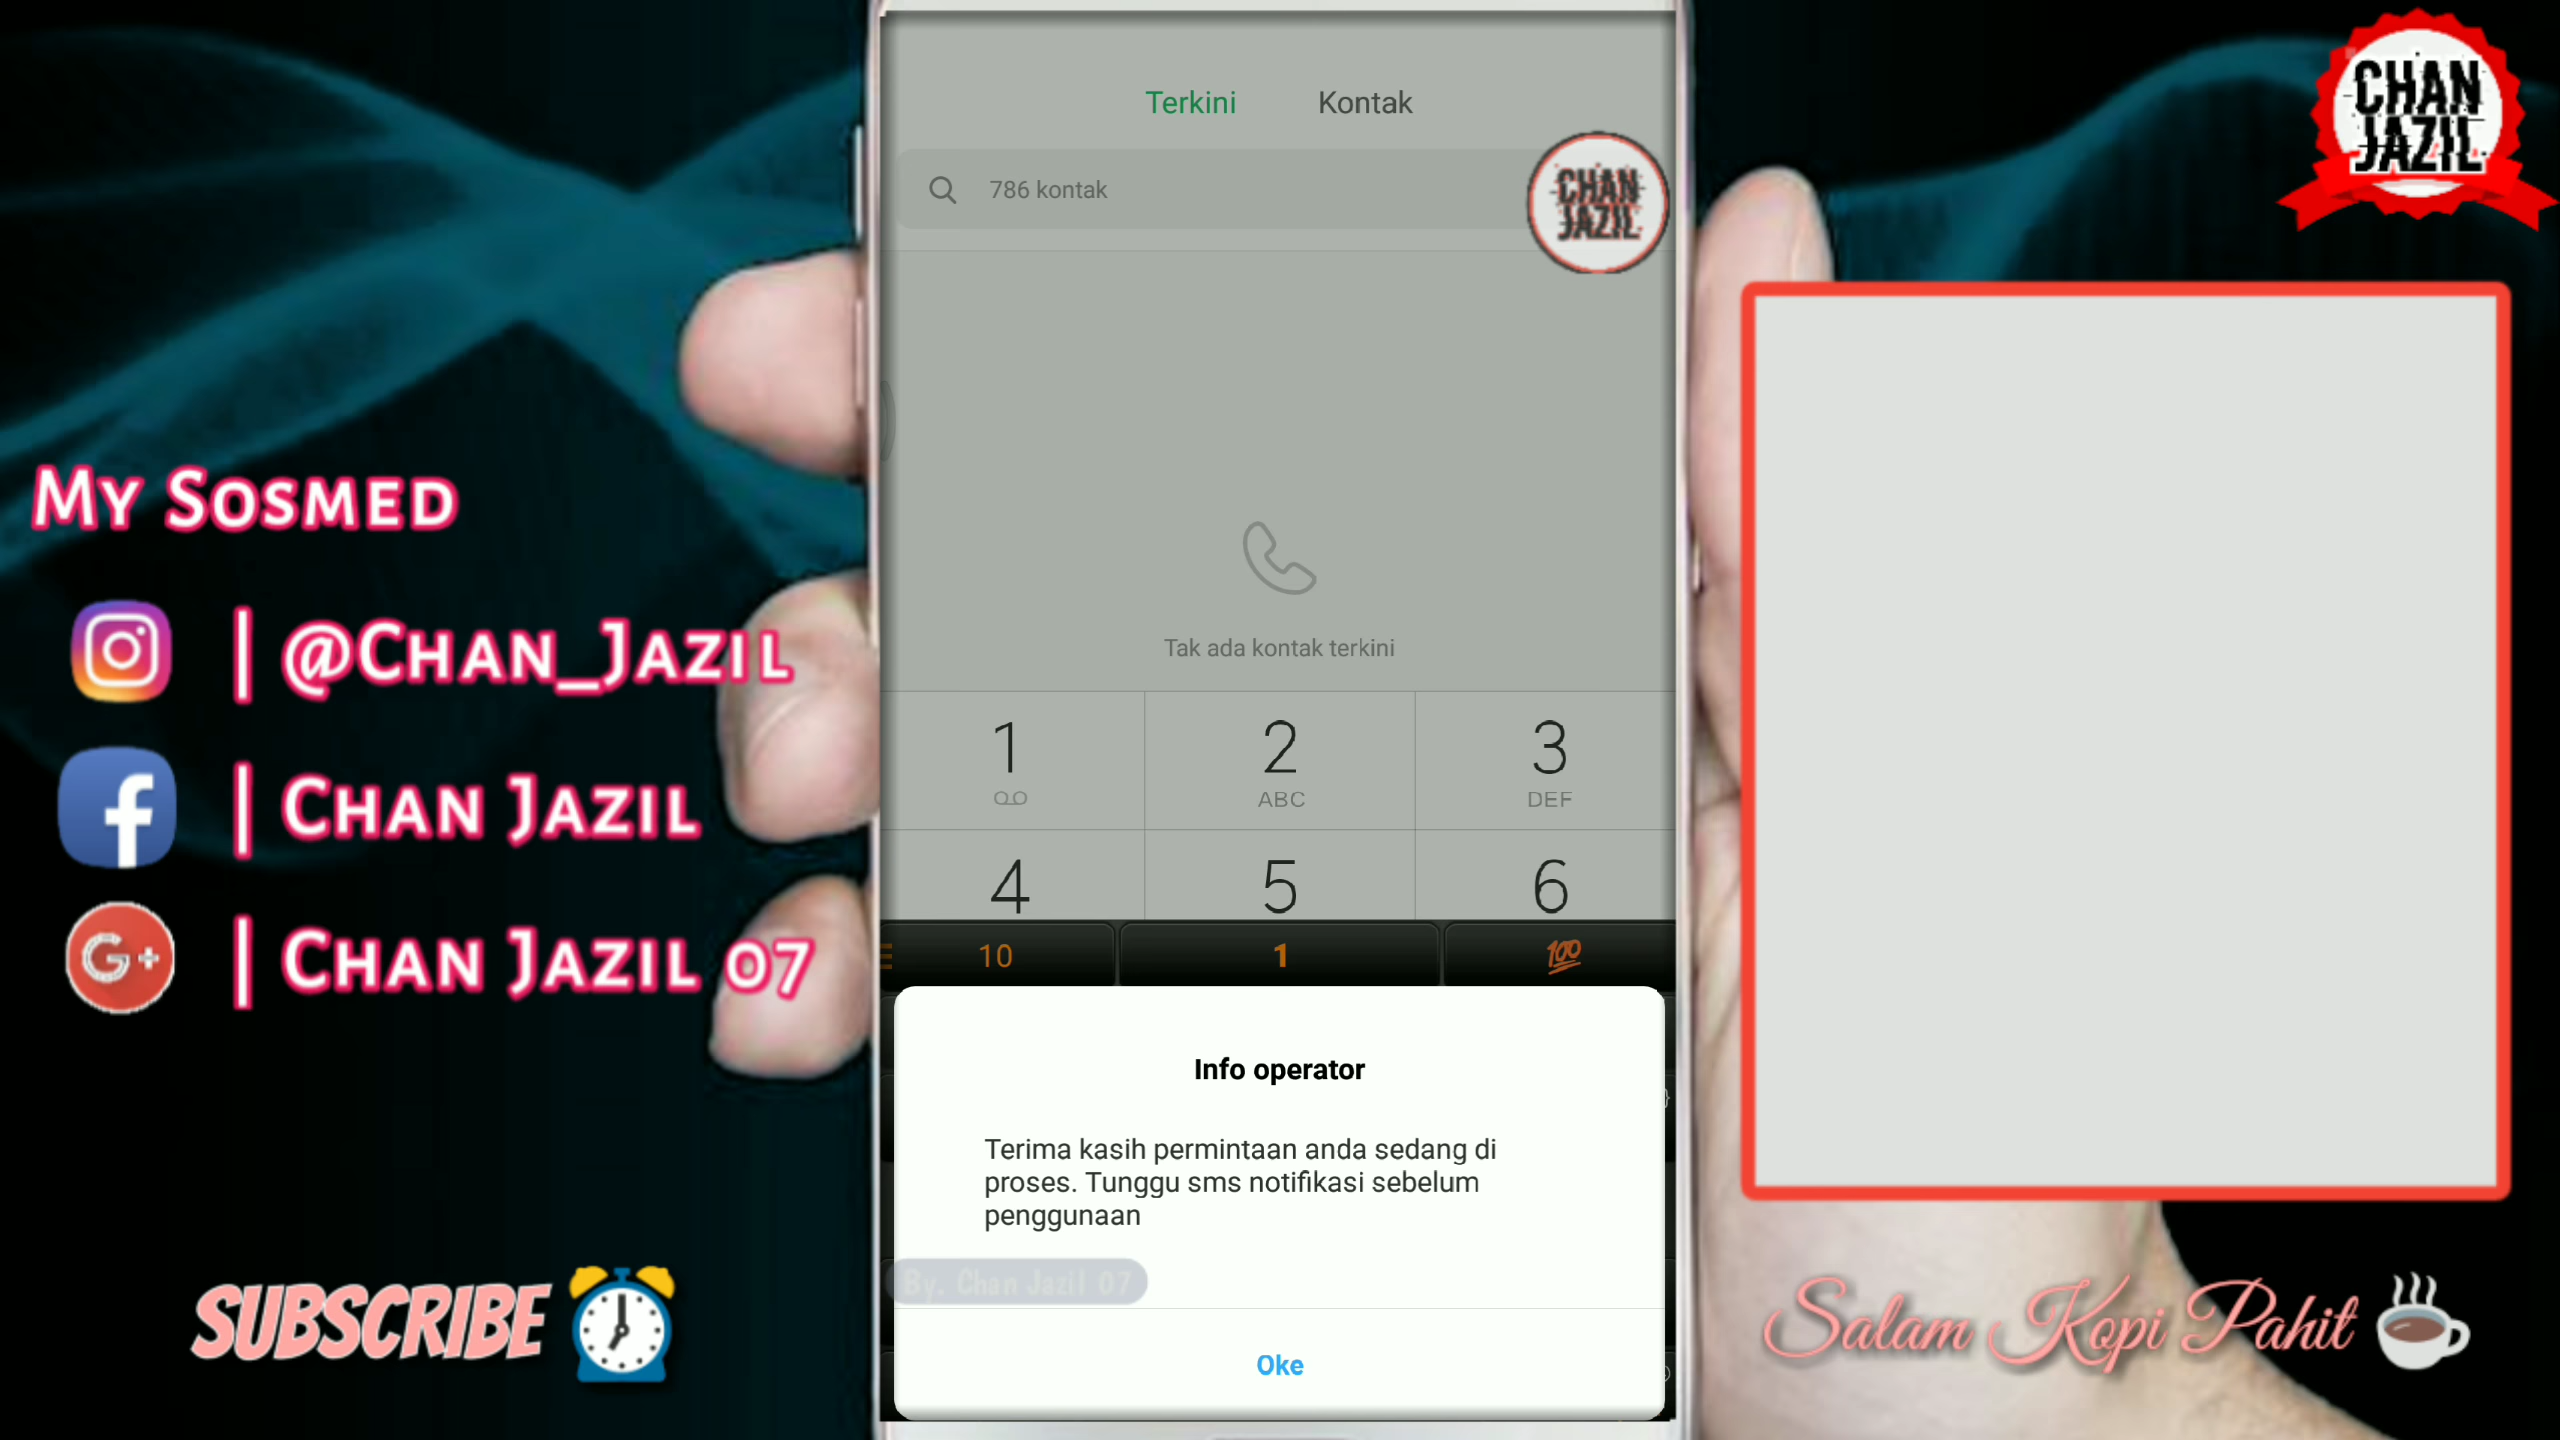 CHAN
JAZIL
Terkini Kontak
786 kontak
CHAN
JAZIL
My Sosmed
| @Chan_Jazil
| Chan Jazil
G+ | Chan Jazil 07
Tak ada kontak terkini
1 2 3
ABC DEF
4 5 6
10 1 100
Info operator
Terima kasih permintaan anda sedang di
proses. Tunggu sms notifikasi sebelum
penggunaan
By. Chan Jazil 07
Oke
SUBSCRIBE
Salam Kopi Pahit